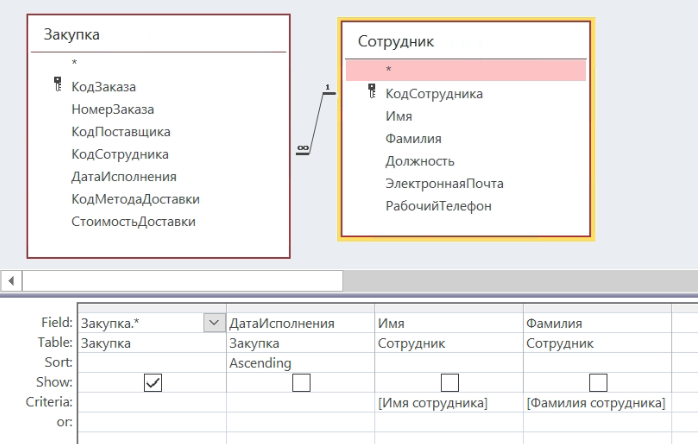 Закупка
*
КодЗаказа
НомерЗаказа
КодПоставщика
КодСотрудника
ДатаИсполнения
КодМетодаДоставки
СтоимостьДоставки
∞
1
Сотрудник
*
КодСотрудника
Имя
Фамилия
Должность
ЭлектроннаяПочта
РабочийТелефон
Field: Закупка.* ДатаИсполнения Имя Фамилия
Table: Закупка Закупка Сотрудник Сотрудник
Sort: Ascending
Show:
Criteria: [Имя сотрудника] [Фамилия сотрудника]
or: